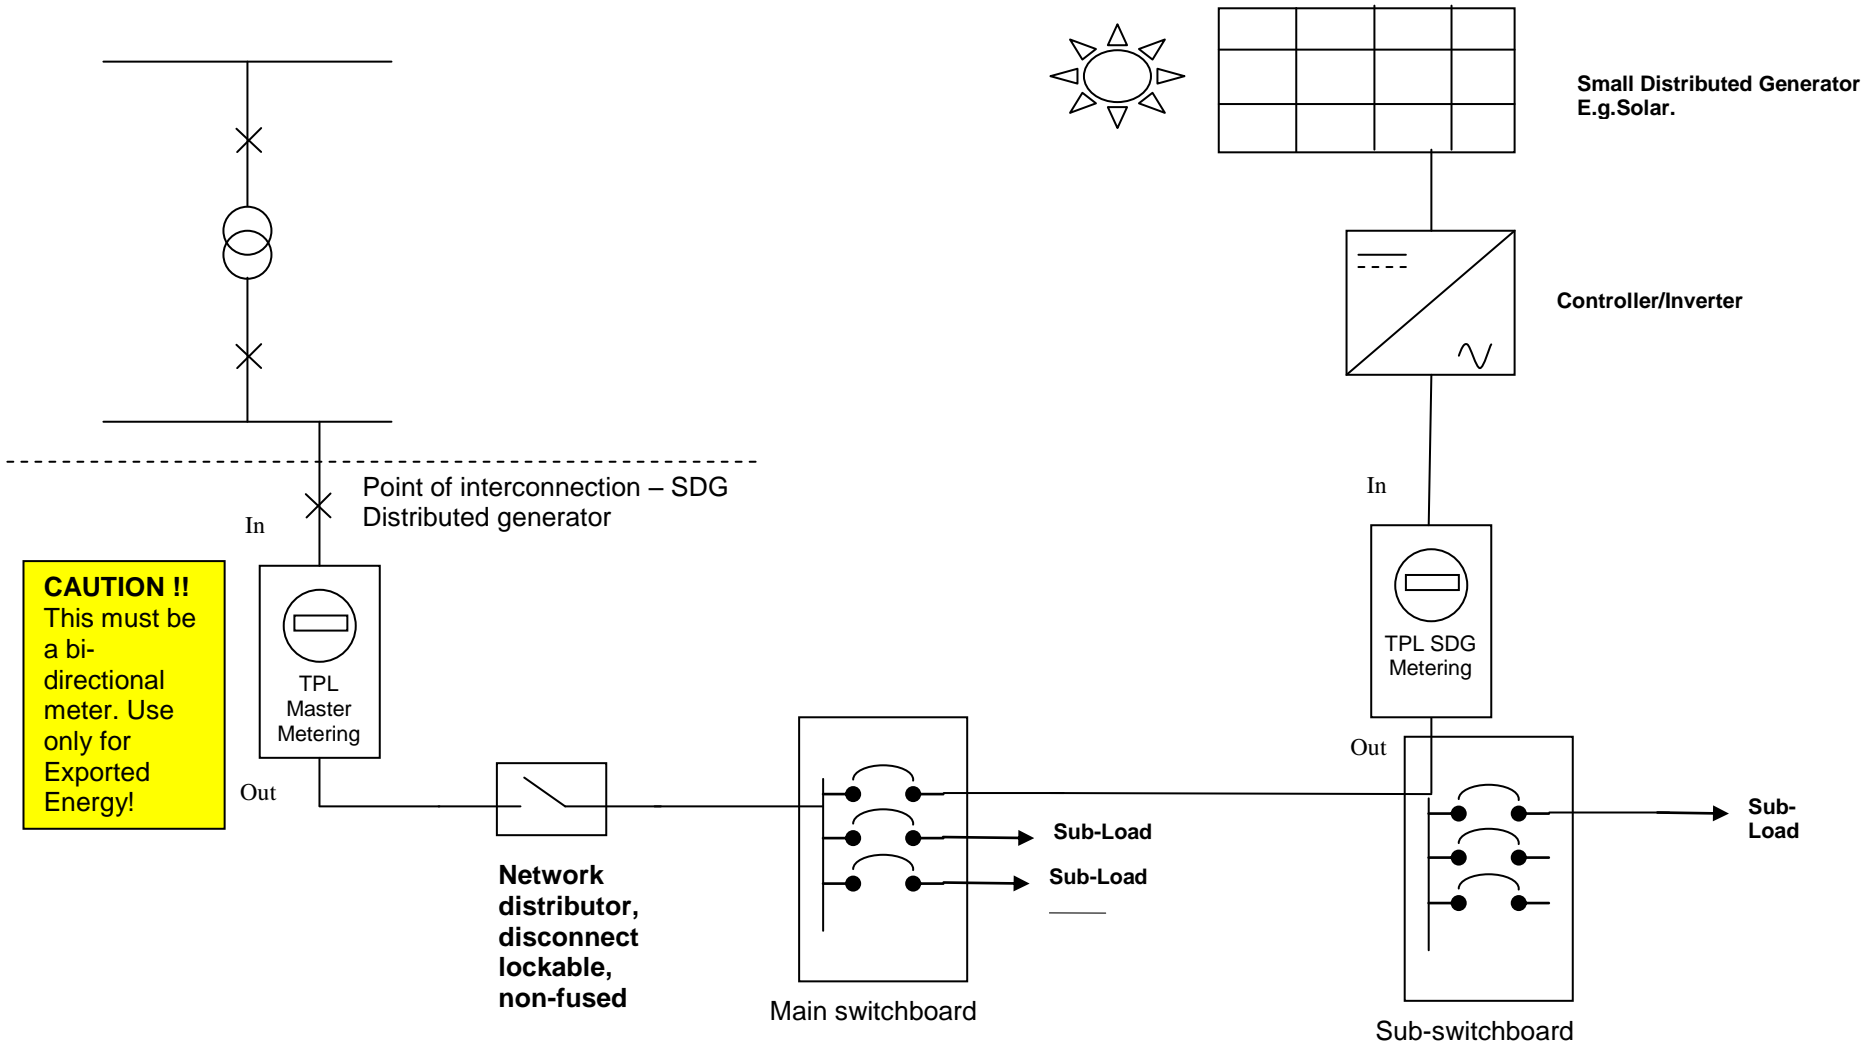 Small Distributed Generator
E.g.Solar.
Controller/Inverter
Point of interconnection – SDG
Distributed generator
In
In
CAUTION !!
This must be
a bi-
directional
meter. Use
only for
Exported
Energy!
TPL
Master
Metering
Out
TPL SDG
Metering
Out
Network
distributor,
disconnect
lockable,
non-fused
Sub-Load
Sub-Load
Main switchboard
Sub-
Load
Sub-switchboard